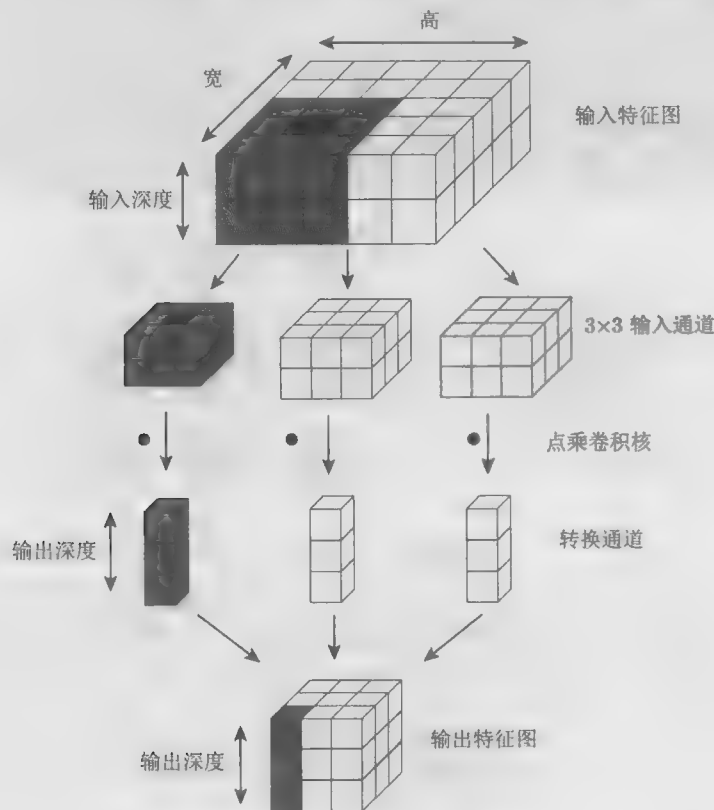 高
宽
输入特征图
输入深度
3×3 输入通道
点乘卷积核
输出深度
转换通道
输出特征图
输出深度